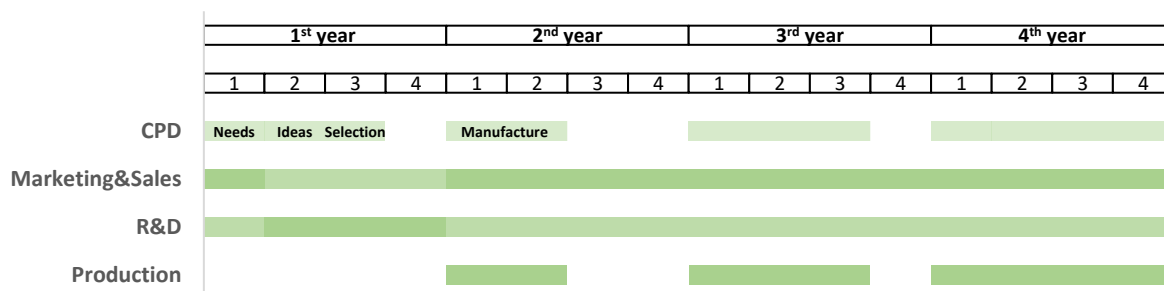 1st year 2nd year 3rd year 4th year
1 2 3 4 1 2 3 4 1 2 3 4 1 2 3 4
CPD Needs Ideas Selection Manufacture
Marketing&Sales
R&D
Production